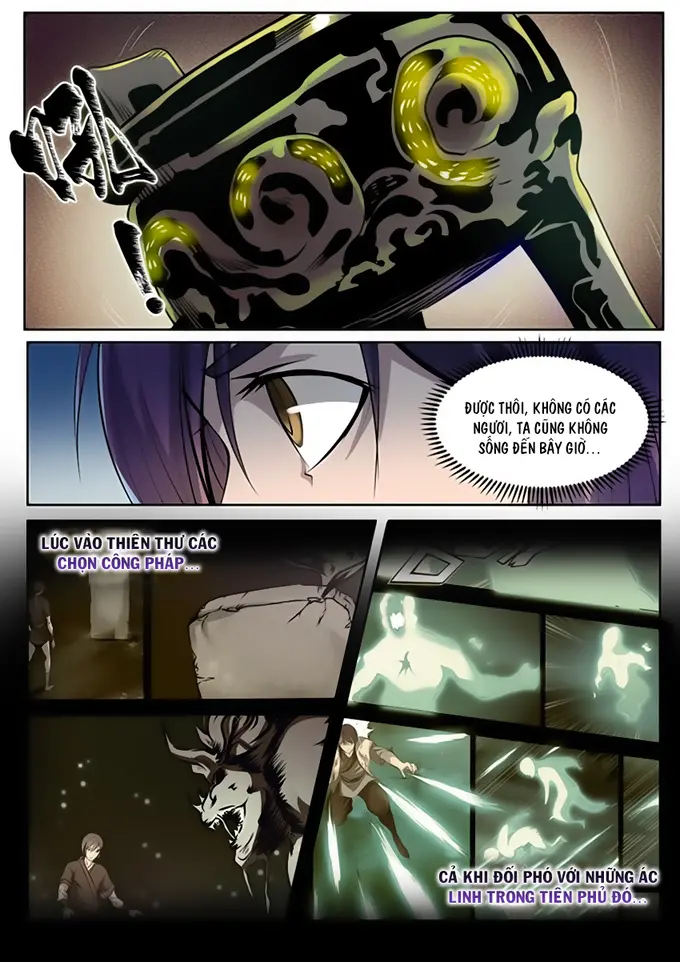 ĐƯỢC THÔI, KHÔNG CÓ CÁC
NGƯƠI, TA CŨNG KHÔNG
SỐNG ĐẾN BÂY GIỜ...
LÚC VÀO THIÊN THƯ CÁC
CHỌN CÔNG PHÁP...
CẢ KHI ĐỐI PHÓ VỚI NHỮNG ÁC
LINH TRONG TIÊN PHỦ ĐÓ...